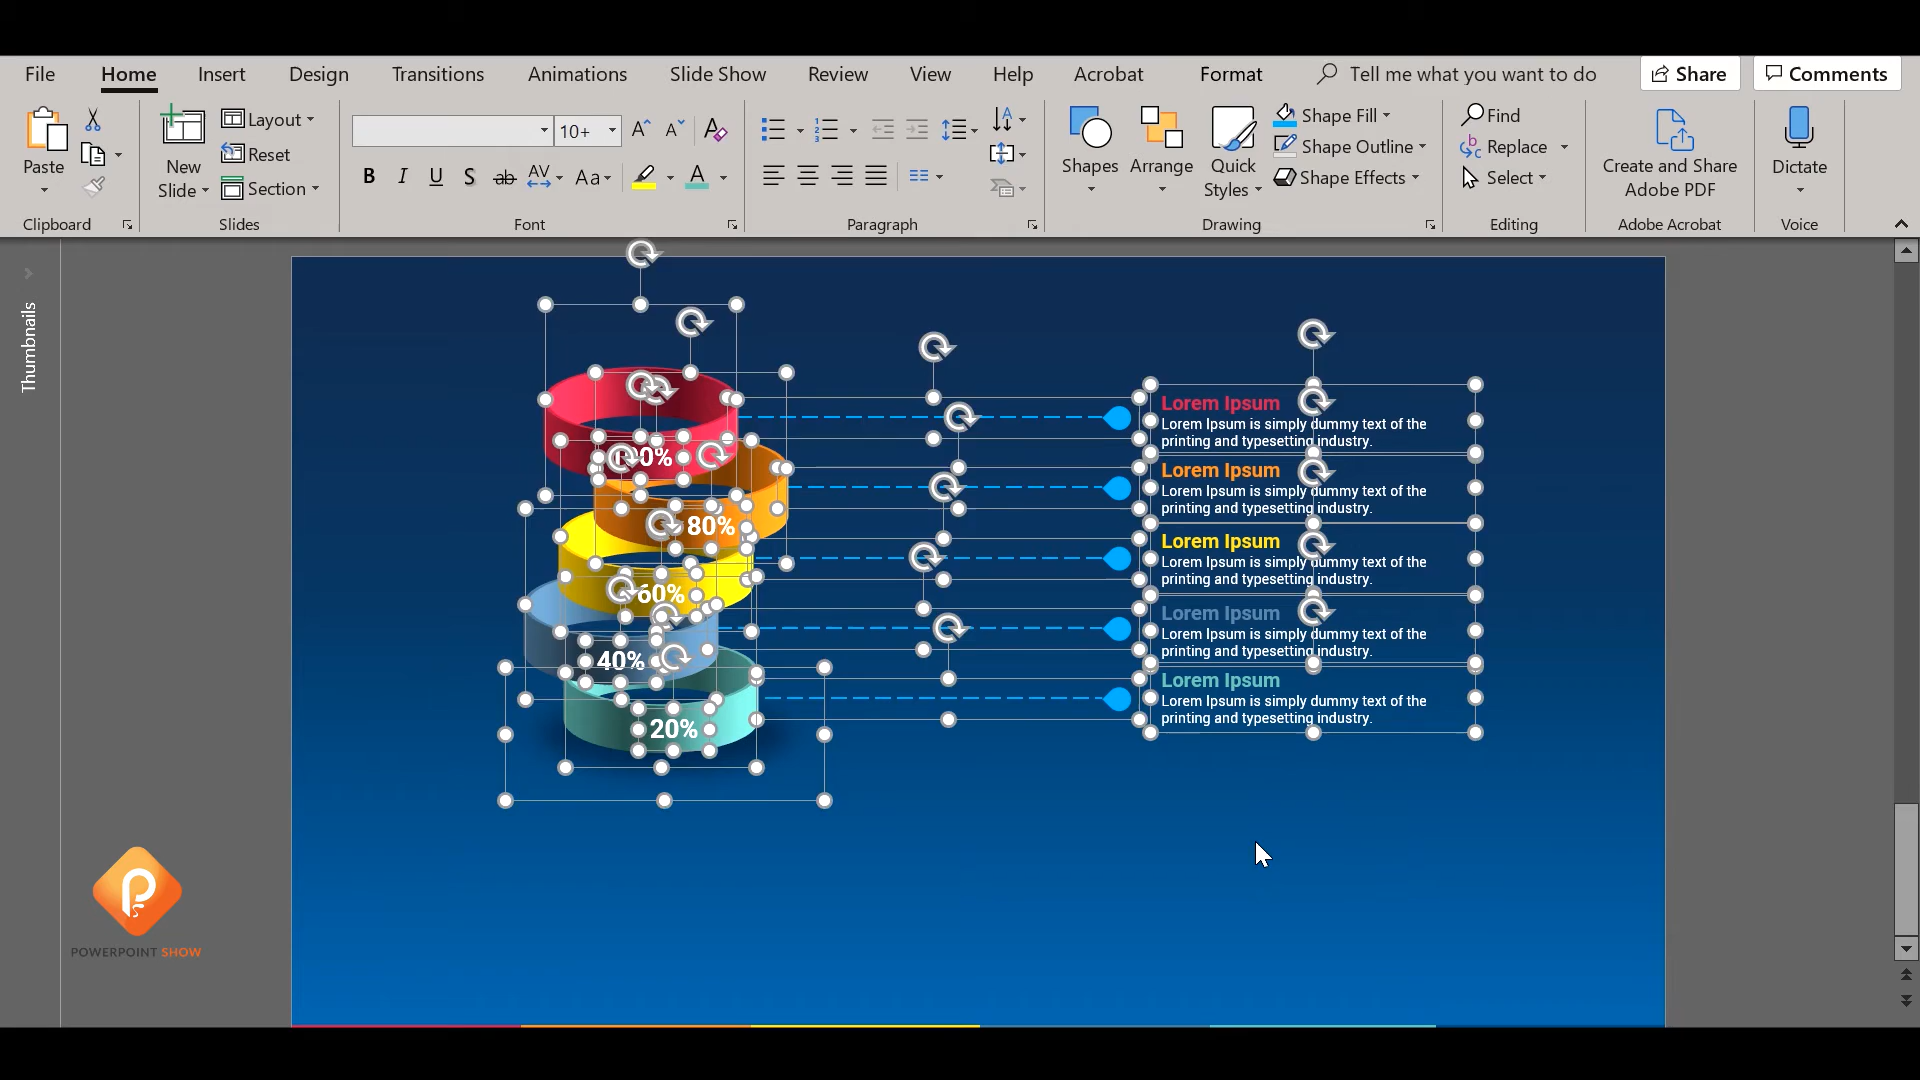 File Home Insert Design Transitions Animations Slide Show Review View Help Acrobat Format Tell me what you want to do Share Comments
Paste
New Slide
Layout
Reset
Section
10+
B I U S ab AV Aa A
Shapes
Arrange
Quick Styles
Shape Fill
Shape Outline
Shape Effects
Find
Replace
Select
Create and Share
Adobe PDF
Dictate
Clipboard Slides Font Paragraph Drawing Editing Adobe Acrobat Voice
Thumbnails
80%
60%
40%
20%
Lorem Ipsum
Lorem Ipsum is simply dummy text of the
printing and typesetting industry.
Lorem Ipsum
Lorem Ipsum is simply dummy text of the
printing and typesetting industry.
Lorem Ipsum
Lorem Ipsum is simply dummy text of the
printing and typesetting industry.
Lorem Ipsum
Lorem Ipsum is simply dummy text of the
printing and typesetting industry.
Lorem Ipsum
Lorem Ipsum is simply dummy text of the
printing and typesetting industry.
POWERPOINT SHOW